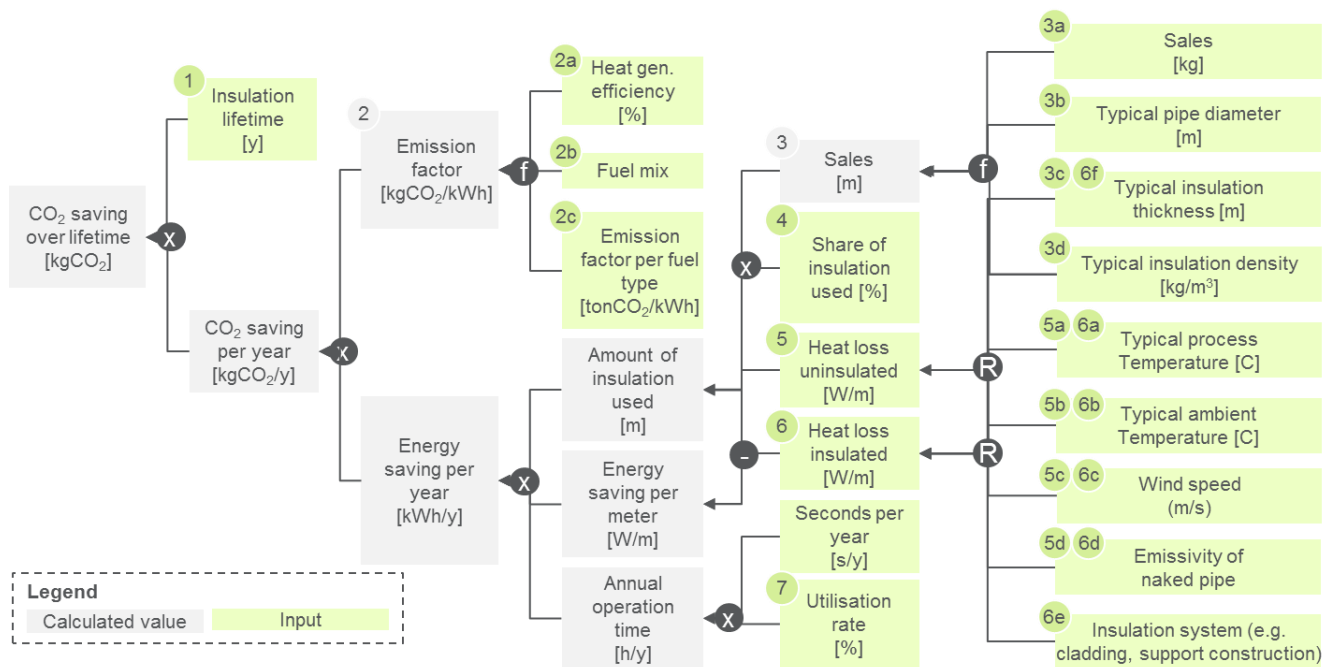 1
Insulation
lifetime
[y]
CO2 saving
over lifetime
[kgCO2]
x
CO2 saving
per year
[kgCO2/y]
x
2
Emission
factor
[kgCO2/kWh]
f
2a
Heat gen.
efficiency
[%]
2b
Fuel mix
2c
Emission
factor per fuel
type
[tonCO2/kWh]
Energy
saving per
year
[kWh/y]
x
Amount of
insulation
used
[m]
Energy
saving per
meter
[W/m]
Annual
operation
time
[h/y]
x
-
x
3
Sales
[m]
4
Share of
insulation
used [%]
5
Heat loss
uninsulated
[W/m]
6
Heat loss
insulated
[W/m]
Seconds per
year
[s/y]
7
Utilisation
rate
[%]
f
R
R
3a
Sales
[kg]
3b
Typical pipe diameter
[m]
3c 6f
Typical insulation
thickness [m]
3d
Typical insulation density
[kg/m³]
5a 6a
Typical process
Temperature [C]
5b 6b
Typical ambient
Temperature [C]
5c 6c
Wind speed
(m/s)
5d 6d
Emissivity of
naked pipe
6e
Insulation system (e.g.
cladding, support construction)
Legend
Calculated value
Input